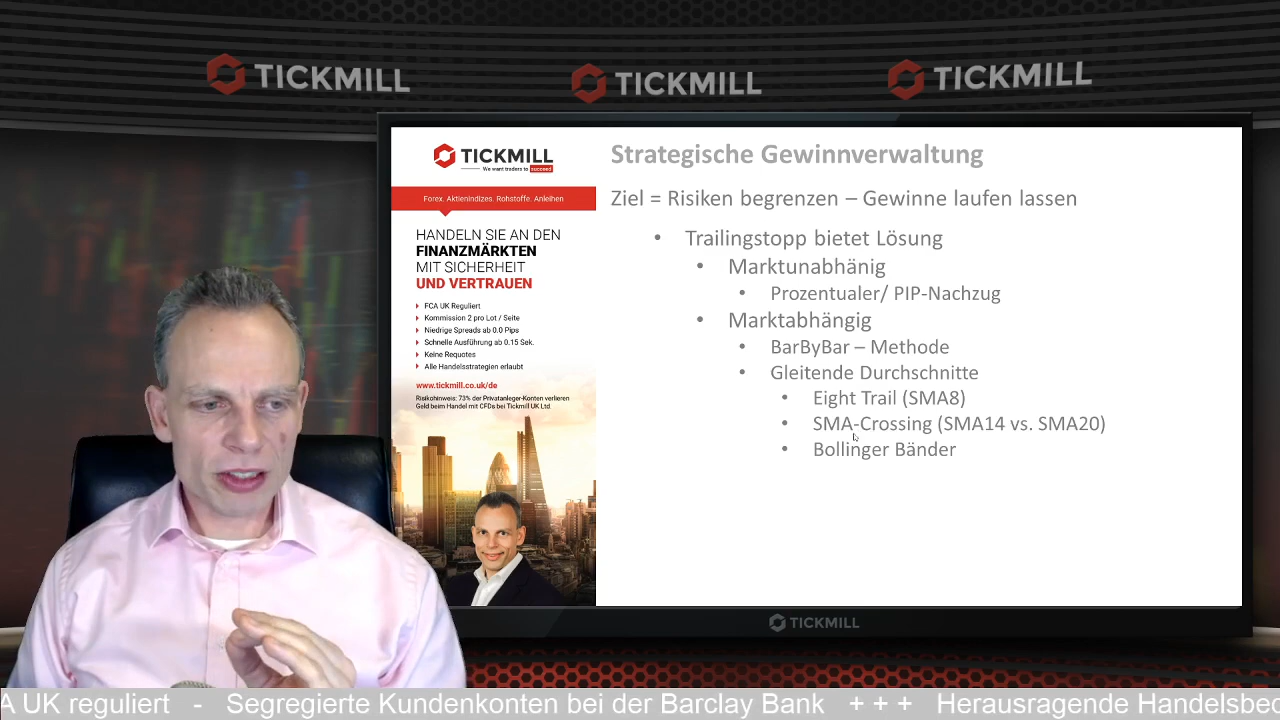 TICKMILL
TICKMILL
TICKMILL
TICKMILL
We want traders to succeed
Forex. Aktienindizes. Rohstoffe. Anleihen
HANDELN SIE AN DEN
FINANZMÄRKTEN
MIT SICHERHEIT
UND VERTRAUEN
FCA UK Reguliert
Kommission 2 pro Lot / Seite
Niedrige Spreads ab 0.0 Pips
Schnelle Ausführung ab 0.15 Sek.
Keine Requotes
Alle Handelsstrategien erlaubt
www.tickmill.co.uk/de
Risikohinweis: 73% der Privatanleger-Konten verlieren
Geld beim Handel mit CFDs bei Tickmill UK Ltd.
Strategische Gewinnverwaltung
Ziel = Risiken begrenzen – Gewinne laufen lassen
• Trailingstopp bietet Lösung
• Marktunabhänig
• Prozentualer/ PIP-Nachzug
• Marktabhängig
• BarByBar – Methode
• Gleitende Durchschnitte
• Eight Trail (SMA8)
• SMA-Crossing (SMA14 vs. SMA20)
• Bollinger Bänder
TICKMILL
A UK reguliert - Segregierte Kundenkonten bei der Barclay Bank + + + Herausragende Handelsbed